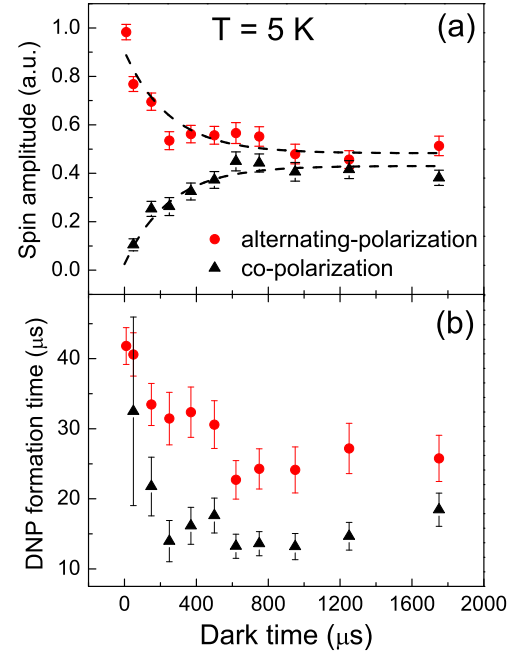 T = 5 K
(a)
1.0
0.8
0.6
0.4
0.2
0.0
Spin amplitude (a.u.)
alternating-polarization
co-polarization
(b)
40
30
20
10
DNP formation time (μs)
0
400
800
1200
1600
2000
Dark time (μs)